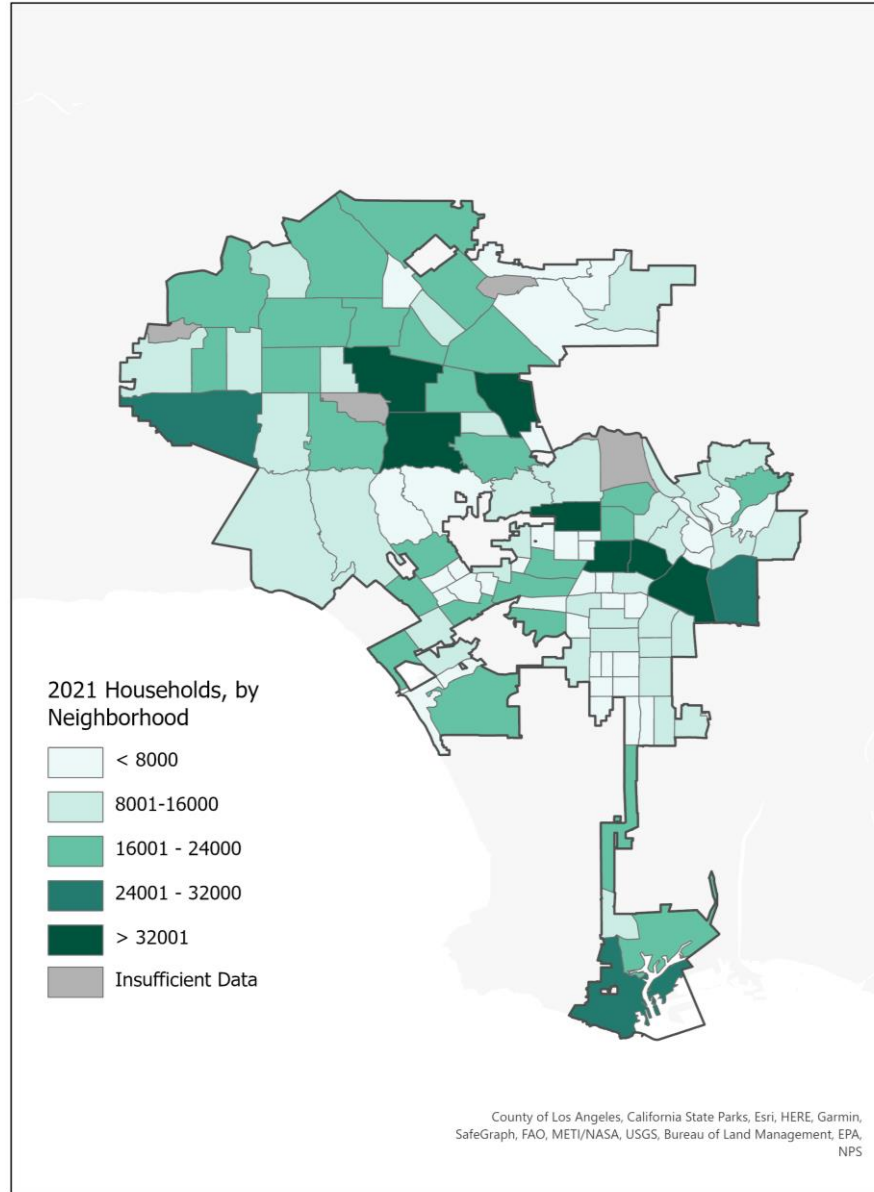 2021 Households, by
Neighborhood
< 8000
8001-16000
16001 - 24000
24001 - 32000
> 32001
Insufficient Data
County of Los Angeles, California State Parks, Esri, HERE, Garmin,
SafeGraph, FAO, METI/NASA, USGS, Bureau of Land Management, EPA,
NPS